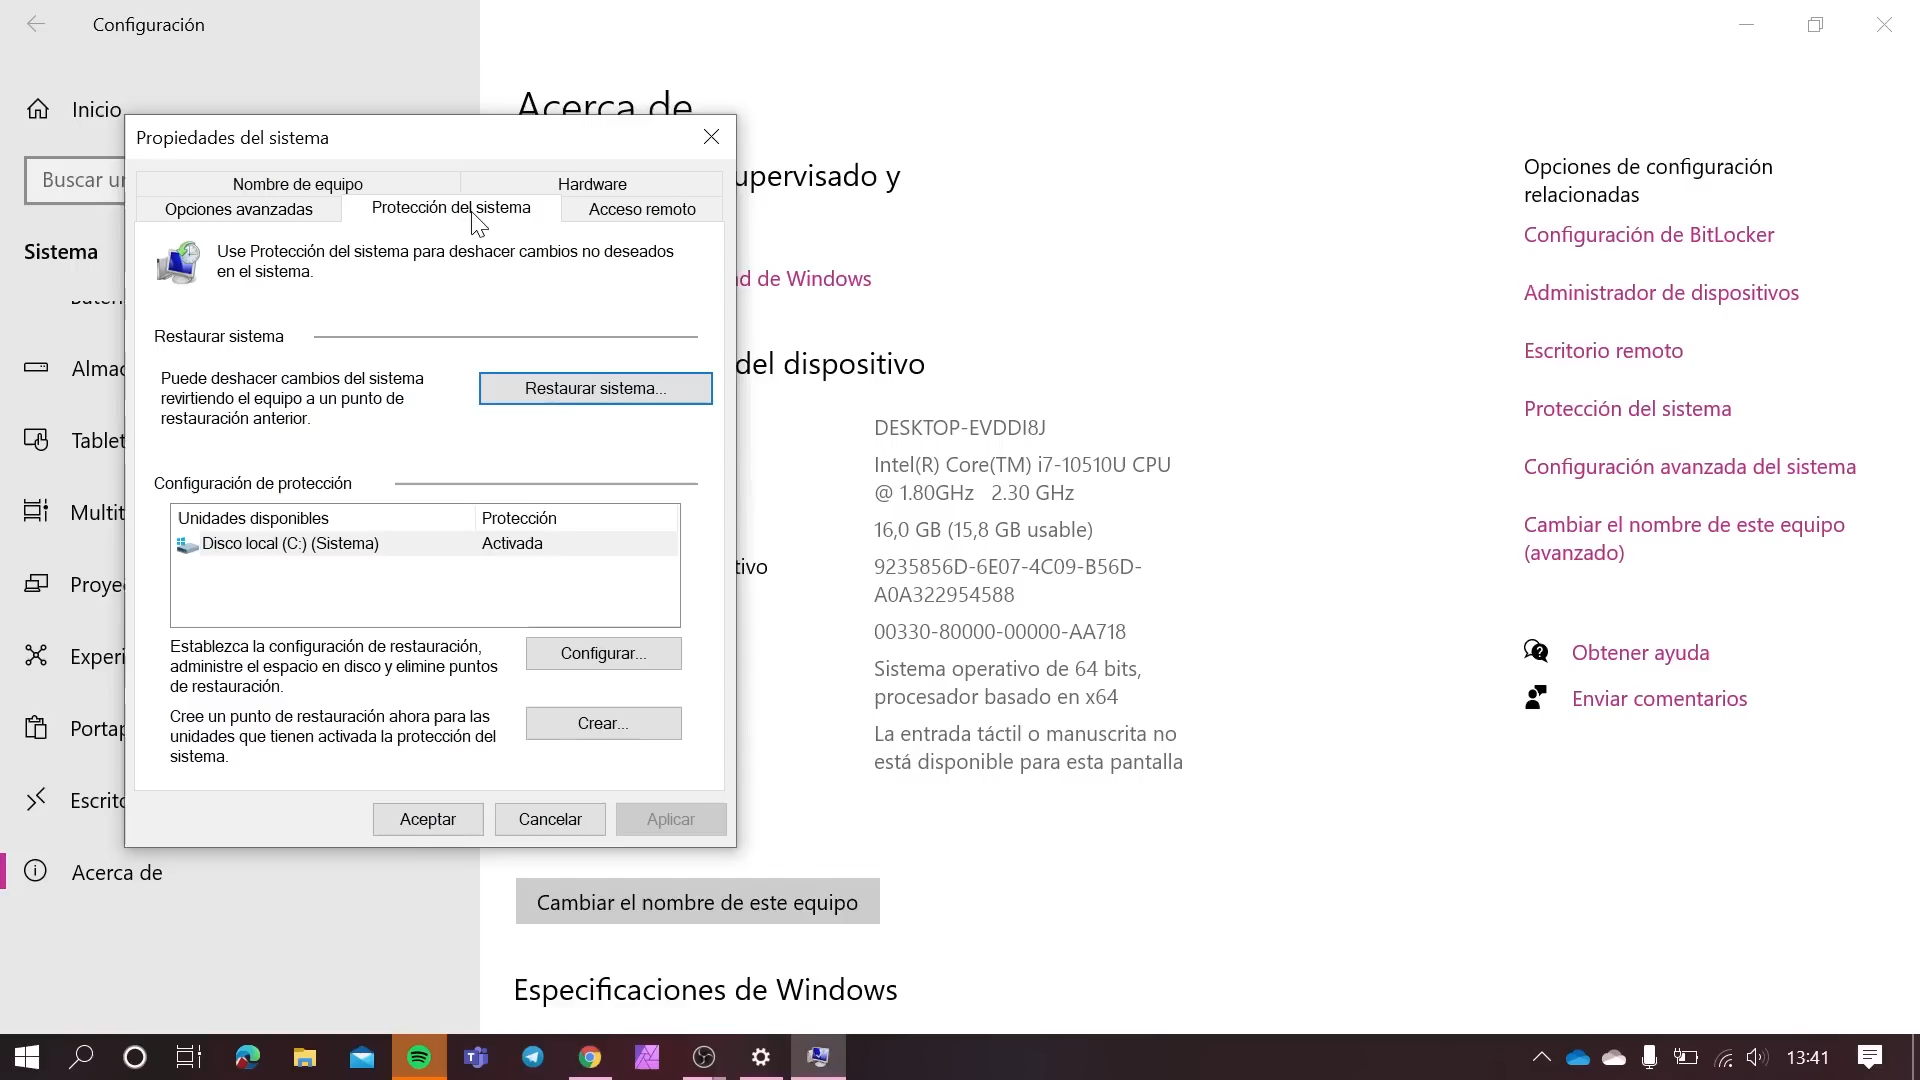 Configuración
Inicio
Buscar un
Sistema
Almac
Tablet
Multit
Proye
Experi
Portap
Escrito
Acerca de
Propiedades del sistema
Nombre de equipo
Hardware
Opciones avanzadas
Protección del sistema
Acceso remoto
Use Protección del sistema para deshacer cambios no deseados
en el sistema.
Restaurar sistema
Puede deshacer cambios del sistema
revirtiendo el equipo a un punto de
restauración anterior.
Restaurar sistema...
Configuración de protección
Unidades disponibles
Protección
Disco local (C:) (Sistema)
Activada
Establezca la configuración de restauración,
administre el espacio en disco y elimine puntos
de restauración.
Configurar...
Cree un punto de restauración ahora para las
unidades que tienen activada la protección del
sistema.
Crear...
Aceptar
Cancelar
Aplicar
Acerca de
upervisado y
d de Windows
del dispositivo
tivo
DESKTOP-EVDDI8J
Intel(R) Core(TM) i7-10510U CPU
@ 1.80GHz 2.30 GHz
16,0 GB (15,8 GB usable)
9235856D-6E07-4C09-B56D-
A0A322954588
00330-80000-00000-AA718
Sistema operativo de 64 bits,
procesador basado en x64
La entrada táctil o manuscrita no
está disponible para esta pantalla
Cambiar el nombre de este equipo
Especificaciones de Windows
Opciones de configuración
relacionadas
Configuración de BitLocker
Administrador de dispositivos
Escritorio remoto
Protección del sistema
Configuración avanzada del sistema
Cambiar el nombre de este equipo
(avanzado)
Obtener ayuda
Enviar comentarios
13:41